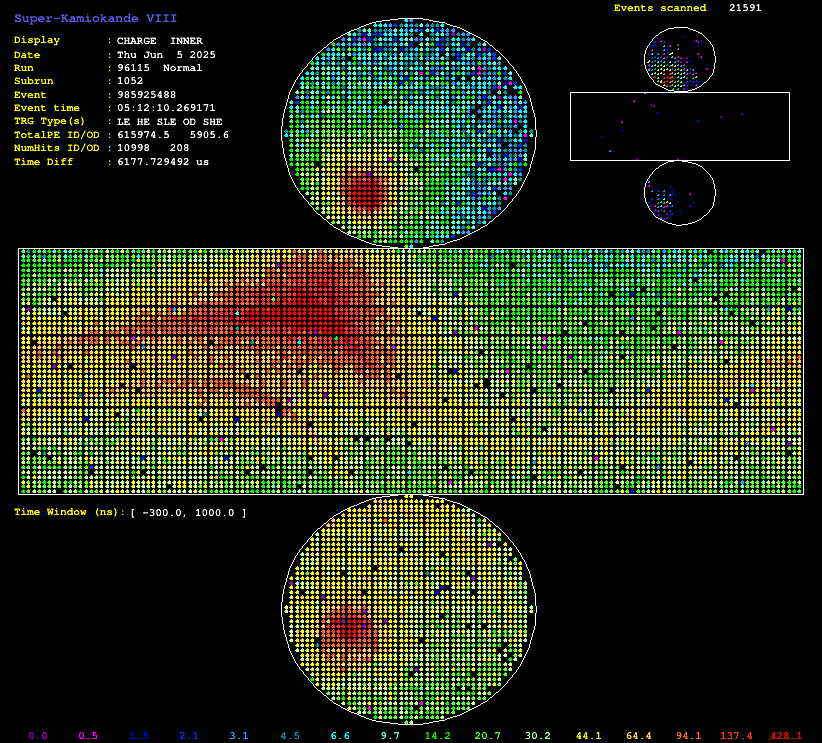 Super-Kamiokande VIII
Events scanned 21591
Display : CHARGE INNER
Date : Thu Jun 5 2025
Run : 96115 Normal
Subrun : 1052
Event : 985925488
Event time : 05:12:10.269171
TRG Type(s) : LE HE SLE OD SHE
TotalPE ID/OD : 615974.5 5905.6
NumHits ID/OD : 10998 208
Time Diff : 6177.729492 us
Time Window (ns): [ -300.0, 1000.0 ]
0.0 0.5 1.5 2.1 3.1 4.5 6.6 9.7 14.2 20.7 30.2 44.1 64.4 94.1 137.4 428.1